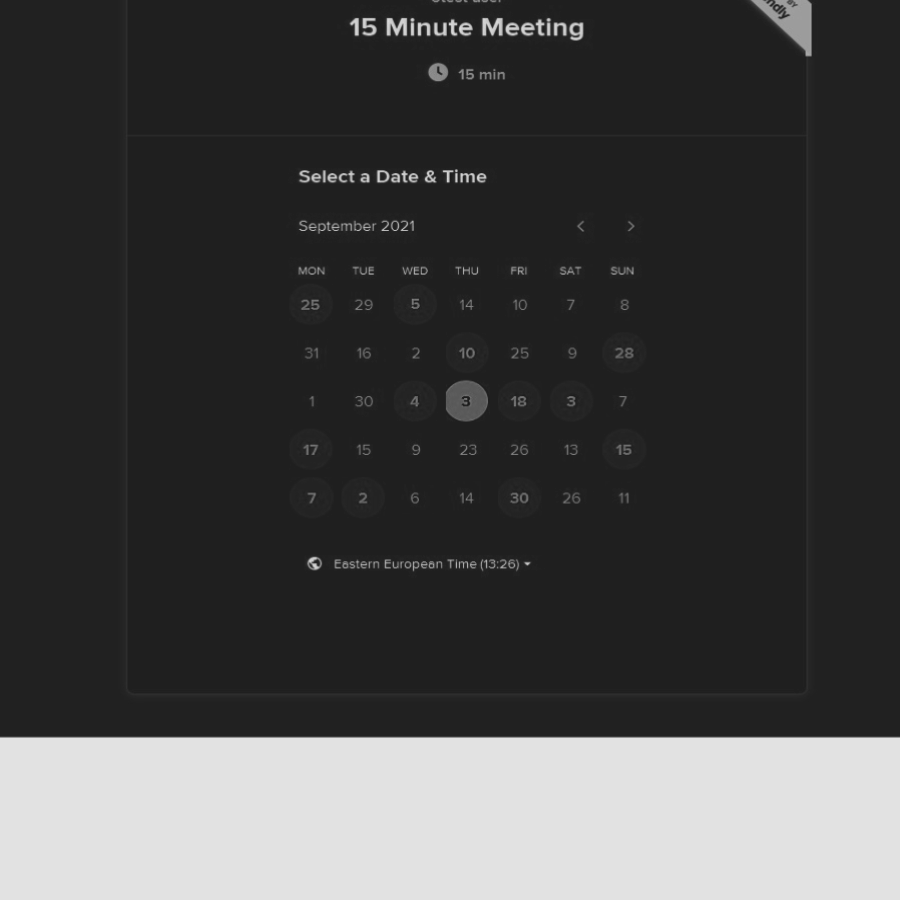 15 Minute Meeting
15 min
Select a Date & Time
September 2021
MON TUE WED THU FRI SAT SUN
25 29 5 14 10 7 8
31 16 2 10 25 9 28
1 30 4 3 18 3 7
17 15 9 23 26 13 15
7 2 6 14 30 26 11
Eastern European Time (13:26)